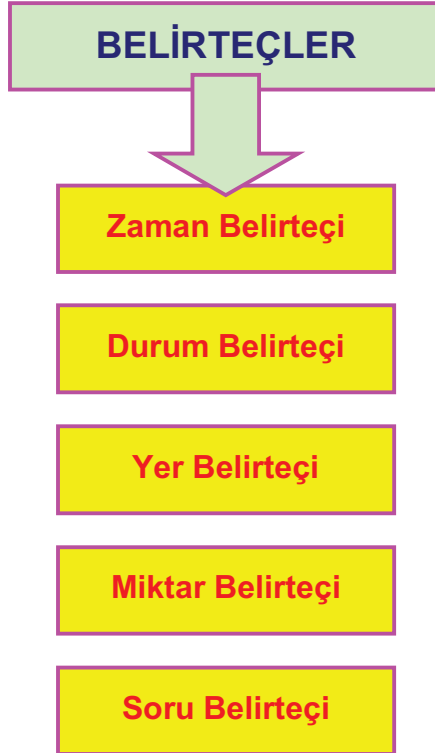 BELİRTEÇLER
Zaman Belirteçi
Durum Belirteçi
Yer Belirteçi
Miktar Belirteçi
Soru Belirteçi